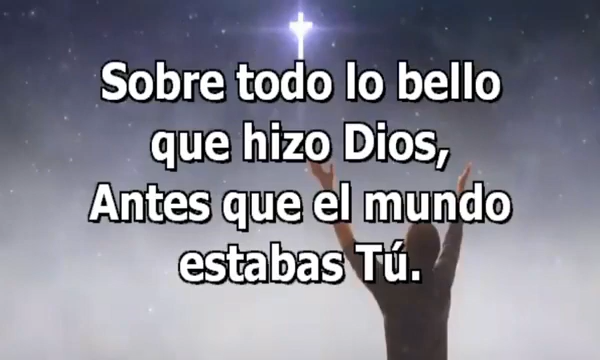 Sobre todo lo bello
que hizo Dios,
Antes que el mundo
estabas Tú.